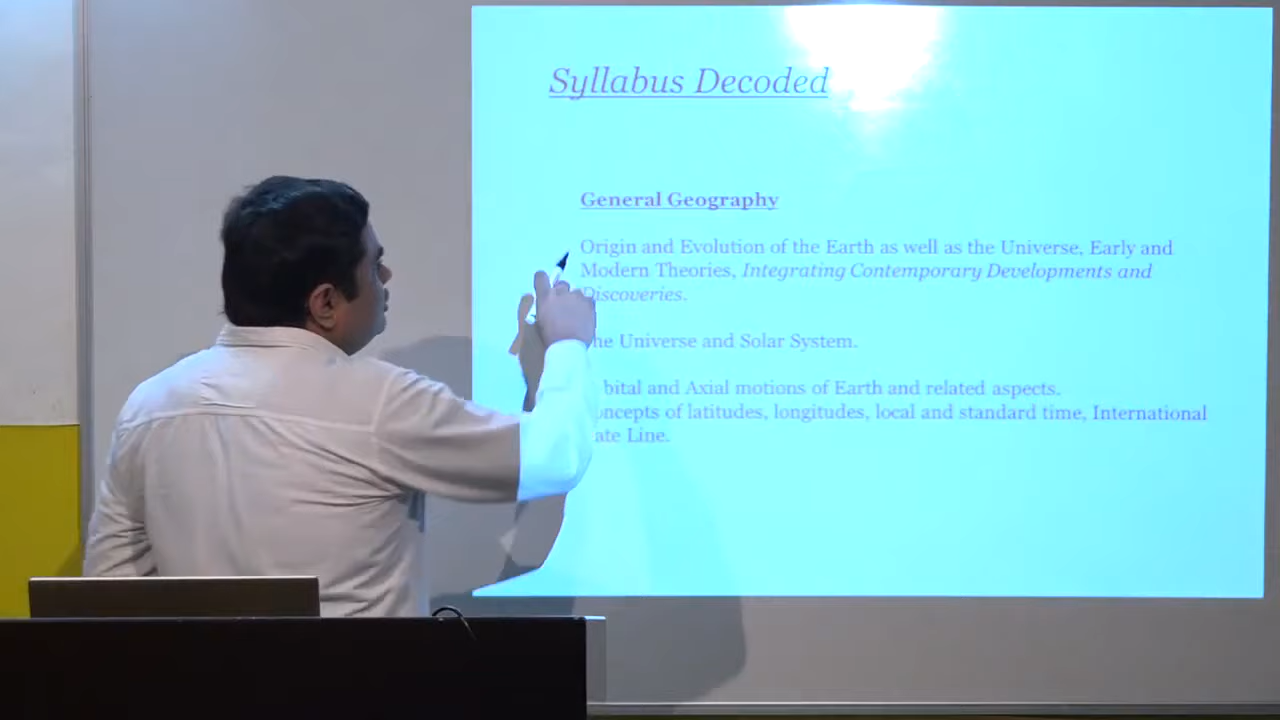 Syllabus Decoded
General Geography
Origin and Evolution of the Earth as well as the Universe, Early and
Modern Theories, Integrating Contemporary Developments and
Discoveries.
he Universe and Solar System.
bital and Axial motions of Earth and related aspects.
oncepts of latitudes, longitudes, local and standard time, International
ate Line.